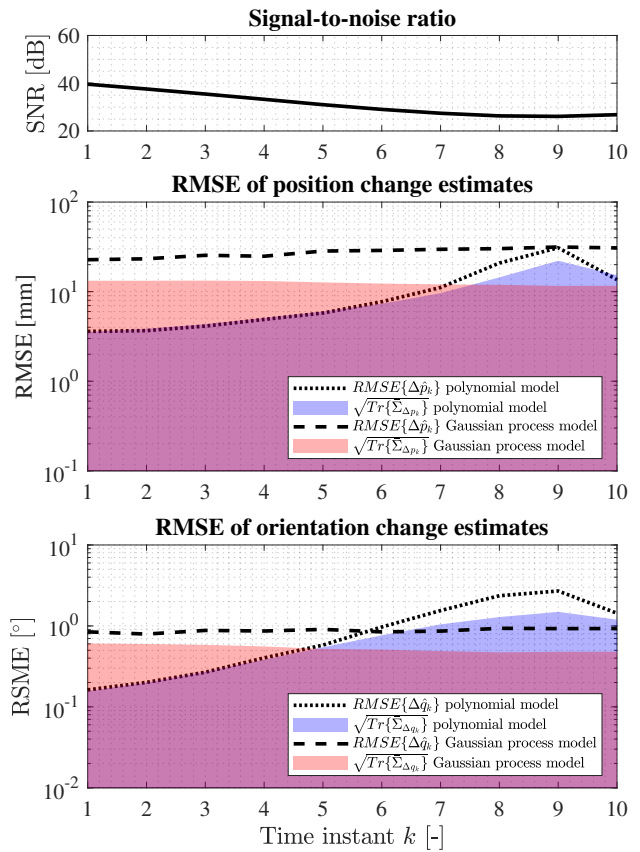 Signal-to-noise ratio
SNR [dB]
60
40
20
1 2 3 4 5 6 7 8 9 10
RMSE of position change estimates
RMSE [mm]
10^2
10^1
10^0
10^-1
RMSE{Δp̂_k} polynomial model
√Tr{Σ̄_Δp_k} polynomial model
RMSE{Δp̂_k} Gaussian process model
√Tr{Σ̄_Δp_k} Gaussian process model
1 2 3 4 5 6 7 8 9 10
RMSE of orientation change estimates
RSME [°]
10^1
10^0
10^-1
10^-2
RMSE{Δq̂_k} polynomial model
√Tr{Σ̄_Δq_k} polynomial model
RMSE{Δq̂_k} Gaussian process model
√Tr{Σ̄_Δq_k} Gaussian process model
1 2 3 4 5 6 7 8 9 10
Time instant k [-]